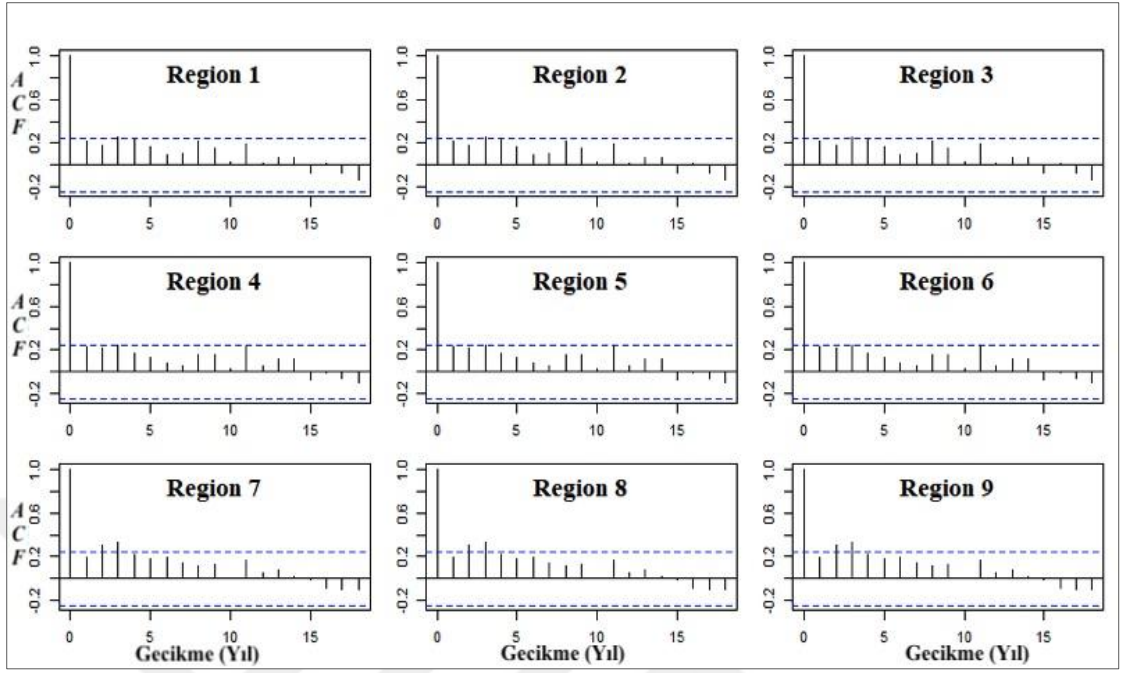 Region 1
Region 2
Region 3
A
C
F
1.0
0.6
0.2
-0.2
1.0
0.6
0.2
-0.2
1.0
0.6
0.2
-0.2
0 5 10 15
0 5 10 15
0 5 10 15
Region 4
Region 5
Region 6
A
C
F
1.0
0.6
0.2
-0.2
1.0
0.6
0.2
-0.2
1.0
0.6
0.2
-0.2
0 5 10 15
0 5 10 15
0 5 10 15
Region 7
Region 8
Region 9
A
C
F
1.0
0.6
0.2
-0.2
1.0
0.6
0.2
-0.2
1.0
0.6
0.2
-0.2
0 5 10 15
0 5 10 15
0 5 10 15
Gecikme (Yıl)
Gecikme (Yıl)
Gecikme (Yıl)